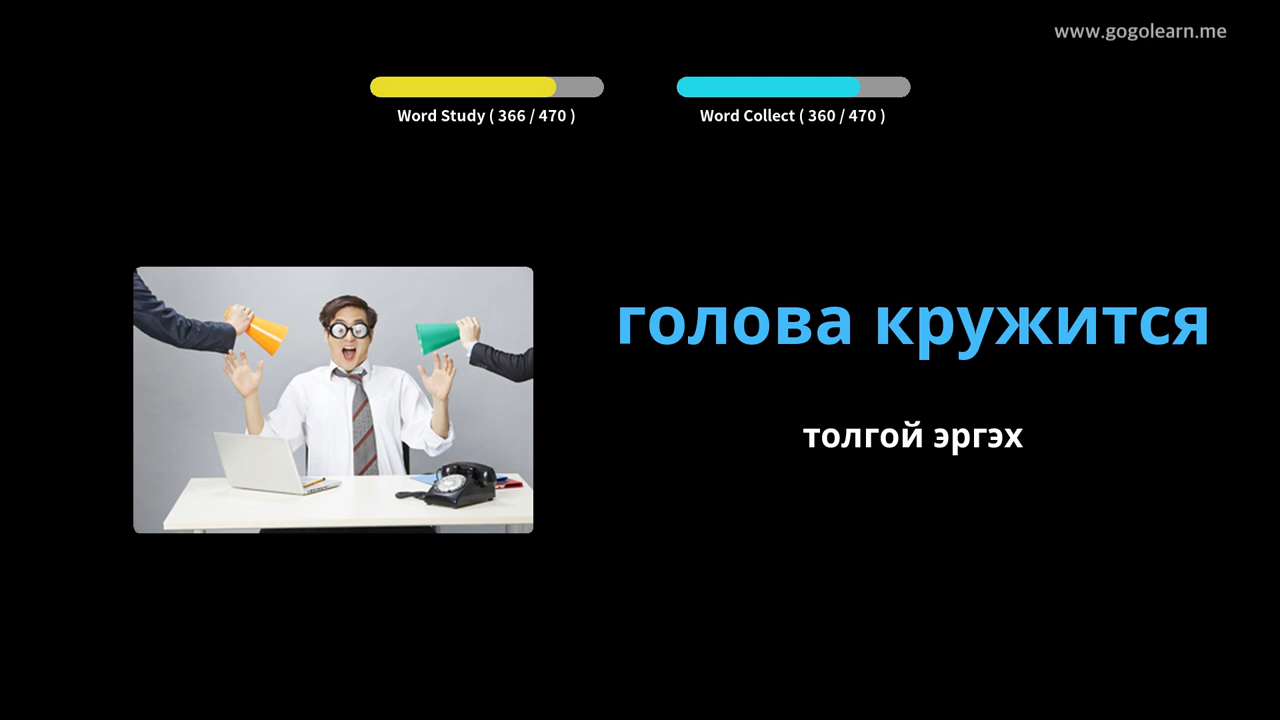 www.gogolearn.me
Word Study ( 366 / 470 )
Word Collect ( 360 / 470 )
голова кружится
толгой эргэх